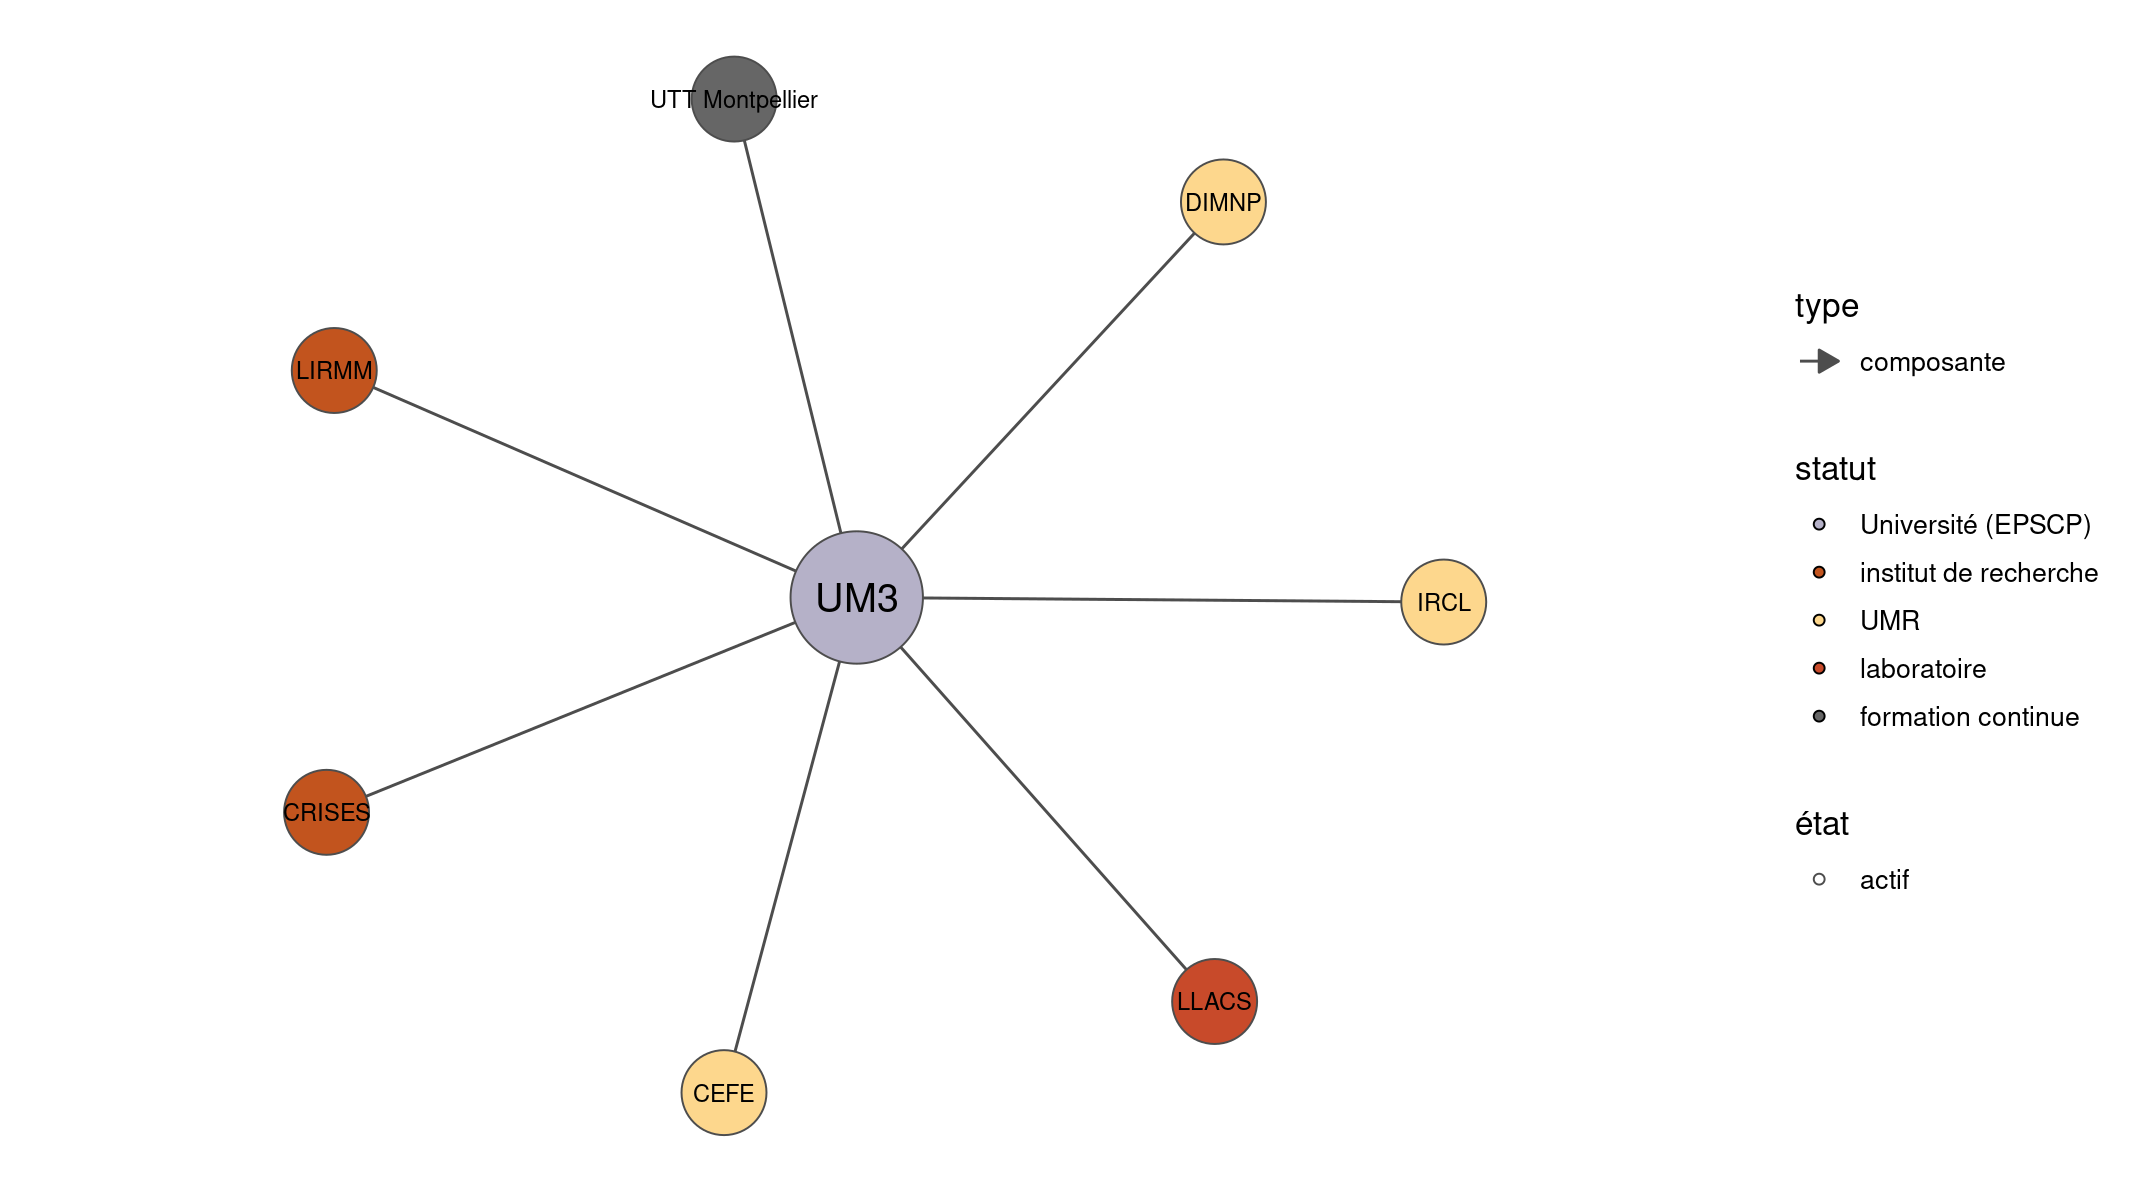 UTT Montpellier
DIMNP
LIRMM
UM3
IRCL
CRISES
LLACS
CEFE
type
composante
statut
Université (EPSCP)
institut de recherche
UMR
laboratoire
formation continue
état
actif